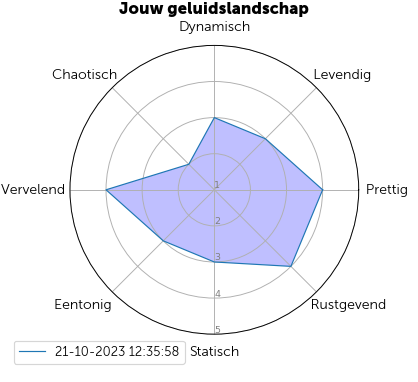 Jouw geluidslandschap
Dynamisch
Chaotisch
Levendig
Vervelend
1
Prettig
2
3
4
Eentonig
Rustgevend
5
21-10-2023 12:35:58
Statisch